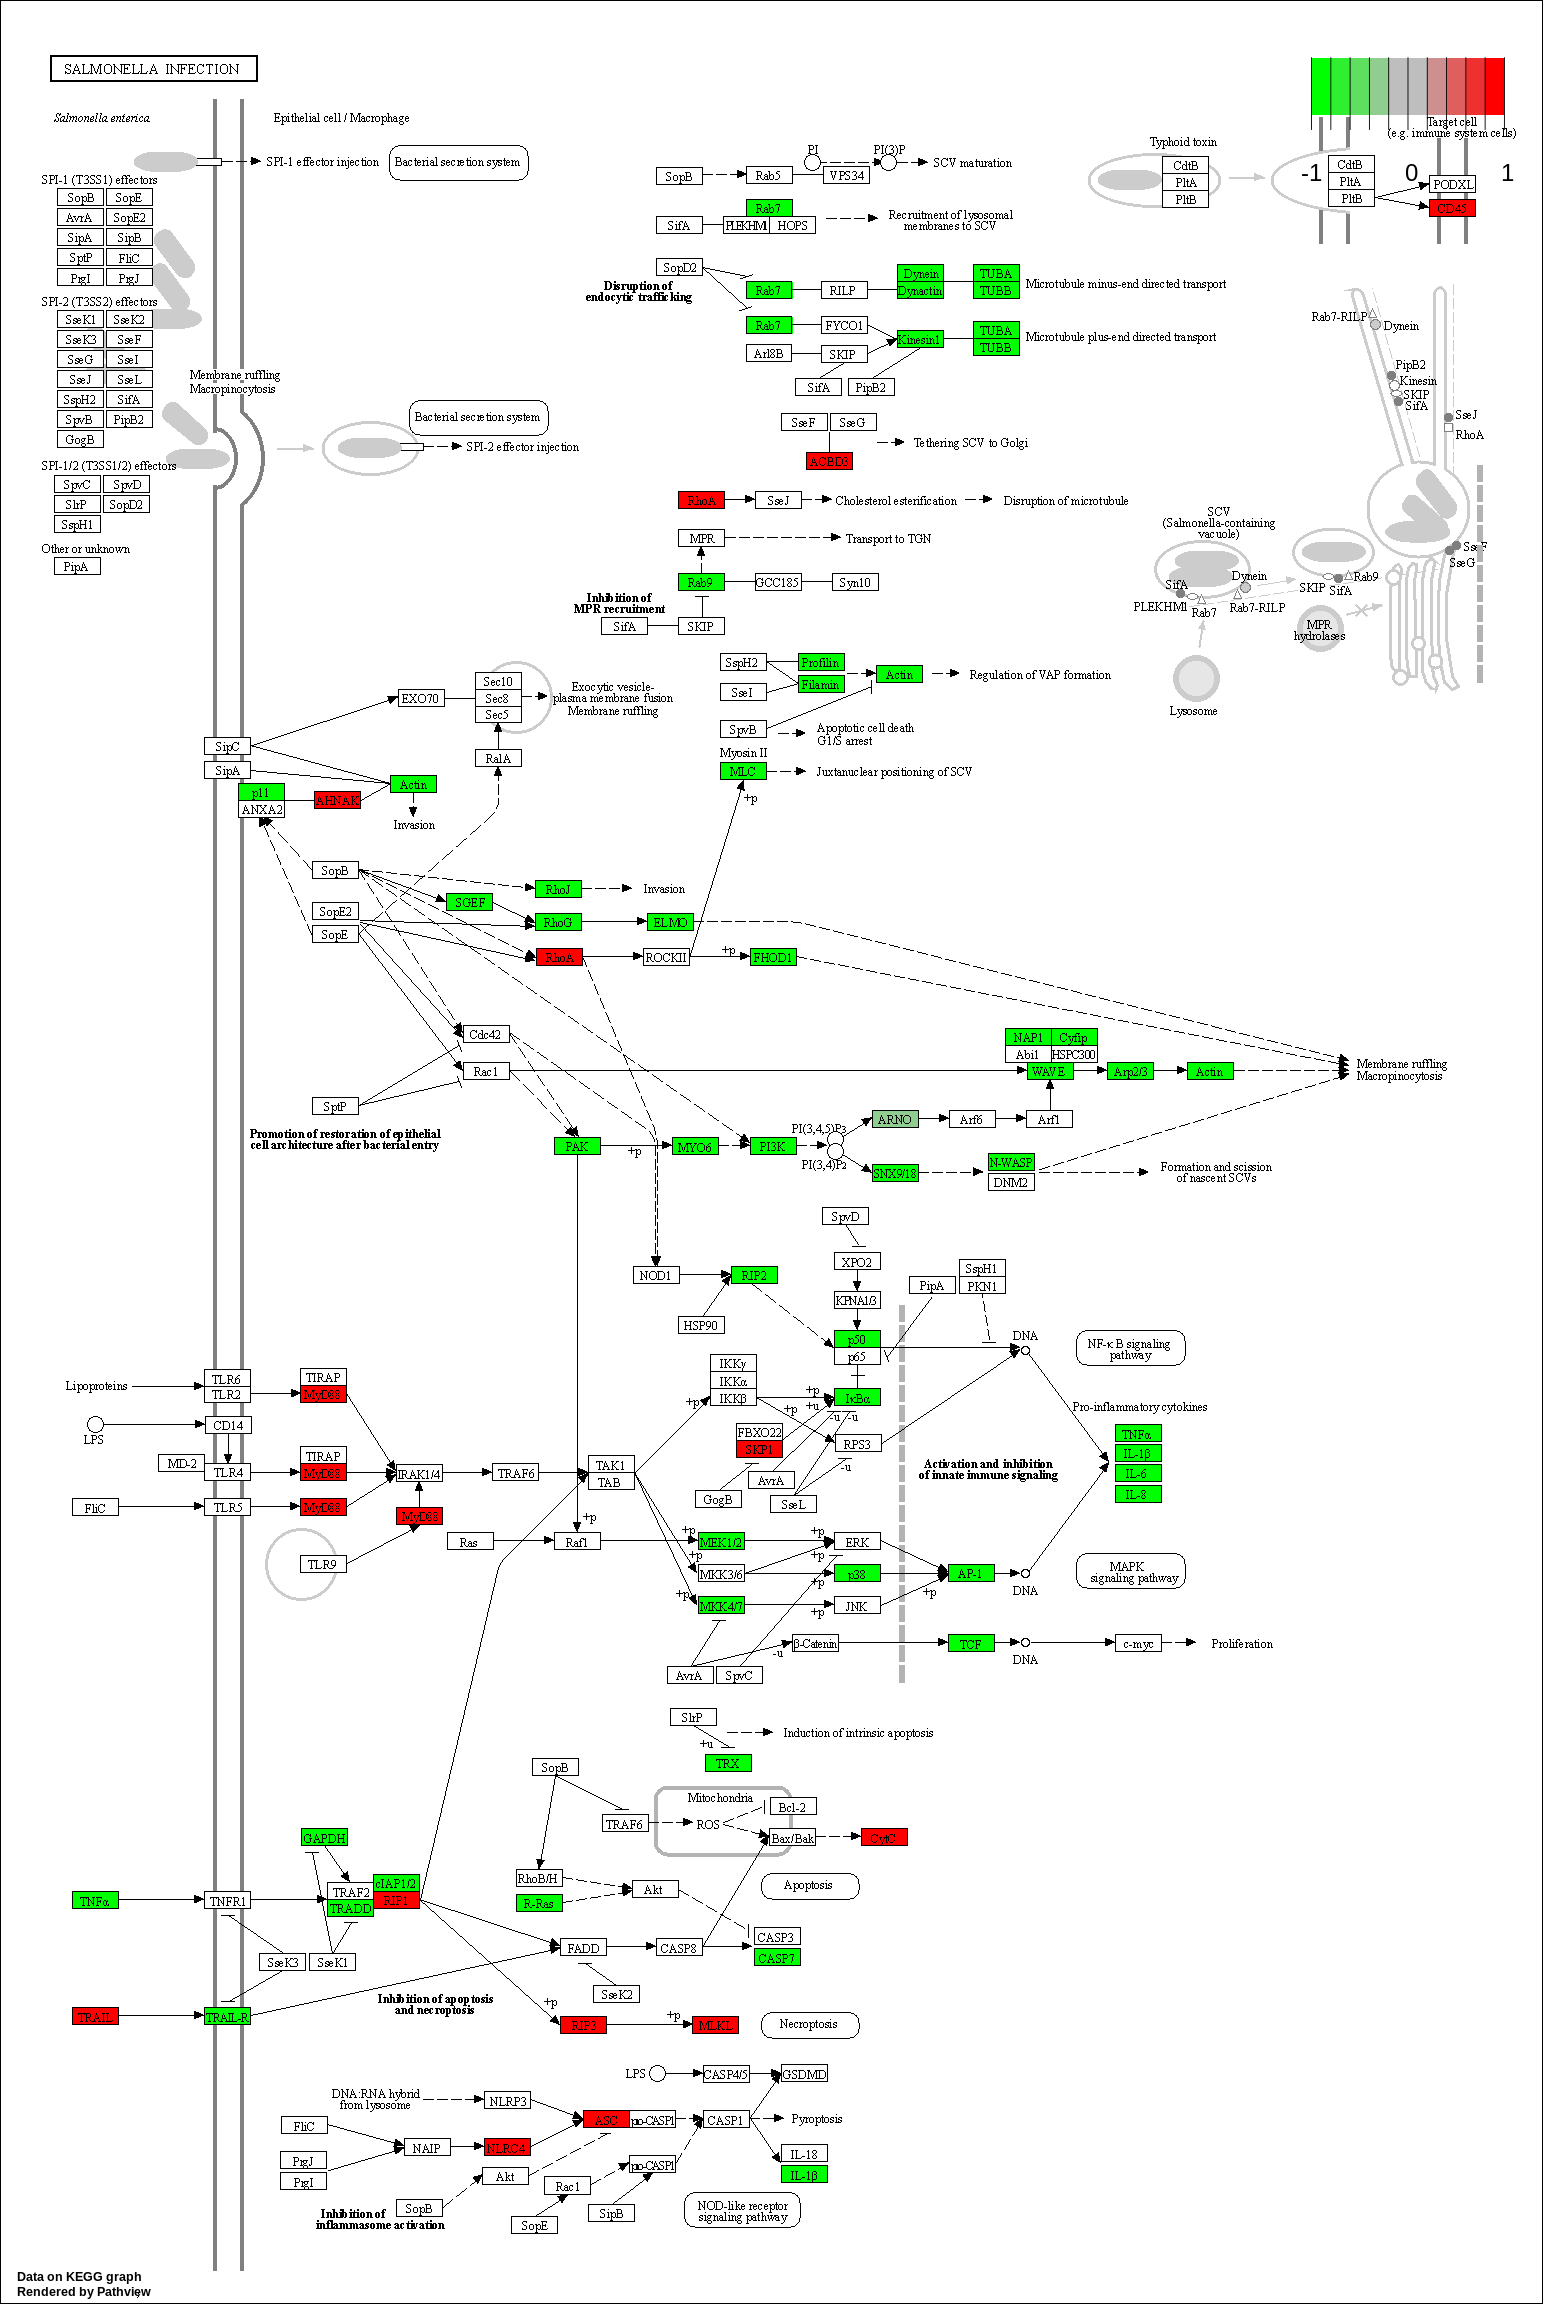 SALMONELLA INFECTION
Salmonella enterica
Epithelial cell / Macrophage
SPI-1 effector injection
Bacterial secretion system
SPI-1 (T3SS1) effectors
SopB SopE
AvrA SopE2
SipA SipB
SptP FliC
PrgI PrgJ
SPI-2 (T3SS2) effectors
SseK1 SseK2
SseK3 SseF
SseG SseI
SseJ SseL
SspH2 SifA
SpvB PipB2
GogB
SPI-1/2 (T3SS1/2) effectors
SpvC SpvD
SlrP SopD2
SspH1
Other or unknown
PipA
Membrane ruffling
Macropinocytosis
Bacterial secretion system
SPI-2 effector injection
PI
PI(3)P
SopB
Rab5
VPS34
SCV maturation
Rab7
SifA
PLEKHM1
HOPS
Recruitment of lysosomal
membranes to SCV
SopD2
Disruption of
endocytic trafficking
Rab7
RILP
Dynein
Dynactin
TUBA
TUBB
Microtubule minus-end directed transport
Rab7
FYCO1
Arl8B
SKIP
Kinesin1
TUBA
TUBB
Microtubule plus-end directed transport
SifA
PipB2
SseF
SseG
Tethering SCV to Golgi
ACBD3
RhoA
SseJ
Cholesterol esterification
Disruption of microtubule
MPR
Transport to TGN
Rab9
GCC185
Syn10
Inhibition of
MPR recruitment
SifA
SKIP
Typhoid toxin
CdtB
PltA
PltB
Target cell
(e.g. immune system cells)
CdtB
PltA
PltB
-1
0
1
PODXL
CD45
Rab7-RILP
Dynein
PipB2
Kinesin
SKIP
SifA
SseJ
RhoA
SCV
(Salmonella-containing
vacuole)
SseF
SseG
SifA
Dynein
PLEKHM1
Rab7
Rab7-RILP
SKIP
SifA
Rab9
MPR
hydrolases
Lysosome
SspH2
Profilin
SseI
Filamin
Actin
Regulation of VAP formation
SpvB
Apoptotic cell death
G1/S arrest
Myosin II
MLC
Juxtanuclear positioning of SCV
+p
EXO70
Sec10
Sec8
Sec5
Exocytic vesicle-
plasma membrane fusion
Membrane ruffling
RalA
SipC
SipA
p11
ANXA2
AHNAK
Actin
Invasion
SopB
SopE2
SopE
SGEF
RhoJ
Invasion
RhoG
ELMO
RhoA
ROCKII
+p
FHOD1
Cdc42
Rac1
SptP
Promotion of restoration of epithelial
cell architecture after bacterial entry
NAP1
Cyfip
Abi1
HSPC300
WAVE
Arp2/3
Actin
Membrane ruffling
Macropinocytosis
ARNO
Arf6
Arf1
PAK
+p
MYO6
PI3K
PI(3,4,5)P3
PI(3,4)P2
SNX9/18
N-WASP
DNM2
Formation and scission
of nascent SCVs
SpvD
XPO2
KPNA1/3
NOD1
RIP2
HSP90
p50
p65
PipA
SspH1
PKN1
DNA
NF-κB signaling
pathway
Lipoproteins
TLR6
TLR2
TIRAP
MyD88
LPS
CD14
MD-2
TLR4
TIRAP
MyD88
FliC
TLR5
MyD88
MyD88
TLR9
IRAK1/4
TRAF6
TAK1
TAB
IKKγ
IKKα
IKKβ
+p
+p
+u
+p
IκBα
-u
-u
FBXO22
SKP1
RPS3
-u
AvrA
GogB
SseL
Activation and inhibition
of innate immune signaling
Pro-inflammatory cytokines
TNFα
IL-1β
IL-6
IL-8
Ras
Raf1
+p
+p
MEK1/2
+p
ERK
+p
MKK3/6
+p
p38
+p
AP-1
DNA
MAPK
signaling pathway
+p
MKK4/7
+p
JNK
+p
β-Catenin
-u
TCF
DNA
c-myc
Proliferation
AvrA
SpvC
SlrP
+u
Induction of intrinsic apoptosis
TRX
SopB
TRAF6
Mitochondria
ROS
Bcl-2
Bax/Bak
CytC
RhoB/H
R-Ras
Akt
Apoptosis
GAPDH
TNFα
TNFR1
TRAF2
TRADD
cIAP1/2
RIP1
SseK3
SseK1
FADD
CASP8
CASP3
CASP7
SseK2
Inhibition of apoptosis
and necroptosis
TRAIL
TRAIL-R
+p
RIP3
+p
MLKL
Necroptosis
LPS
CASP4/5
GSDMD
DNA:RNA hybrid
from lysosome
NLRP3
FliC
PrgJ
PrgI
NAIP
NLRC4
ASC
pro-CASP1
CASP1
Pyroptosis
IL-18
IL-1β
Akt
pro-CASP1
Rac1
SopB
SopE
SipB
Inhibition of
inflammasome activation
NOD-like receptor
signaling pathway
Data on KEGG graph
Rendered by Pathview